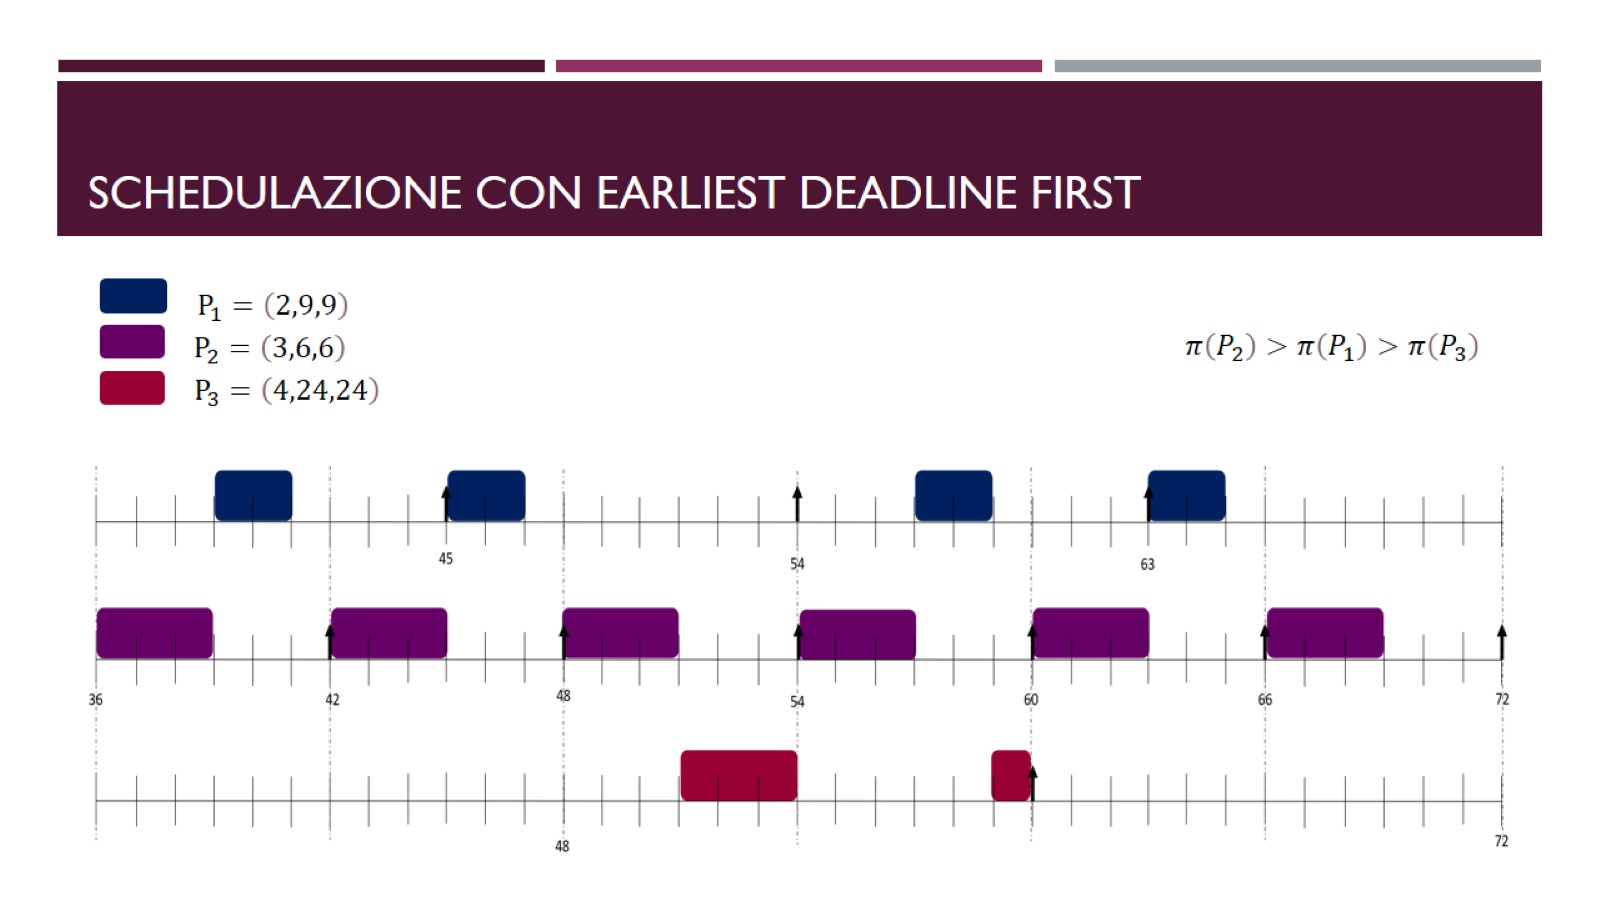 SCHEDULAZIONE CON EARLIEST DEADLINE FIRST
P₁ = (2,9,9)
P₂ = (3,6,6)
P₃ = (4,24,24)
π(P₂) > π(P₁) > π(P₃)
45 54 63
36 42 48 54 60 66 72
48 72